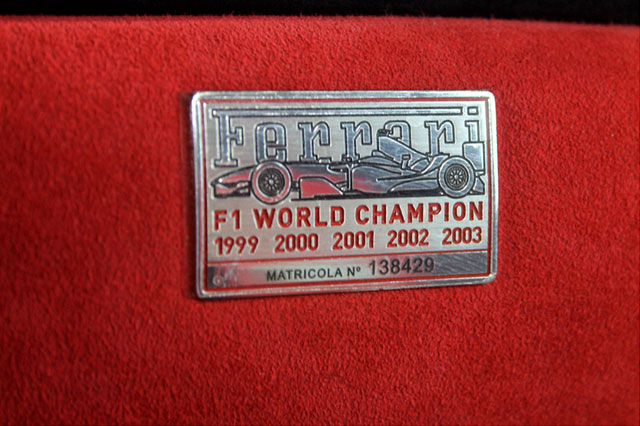 Ferrari
F1 WORLD CHAMPION
1999 2000 2001 2002 2003
MATRICOLA Nº 138429